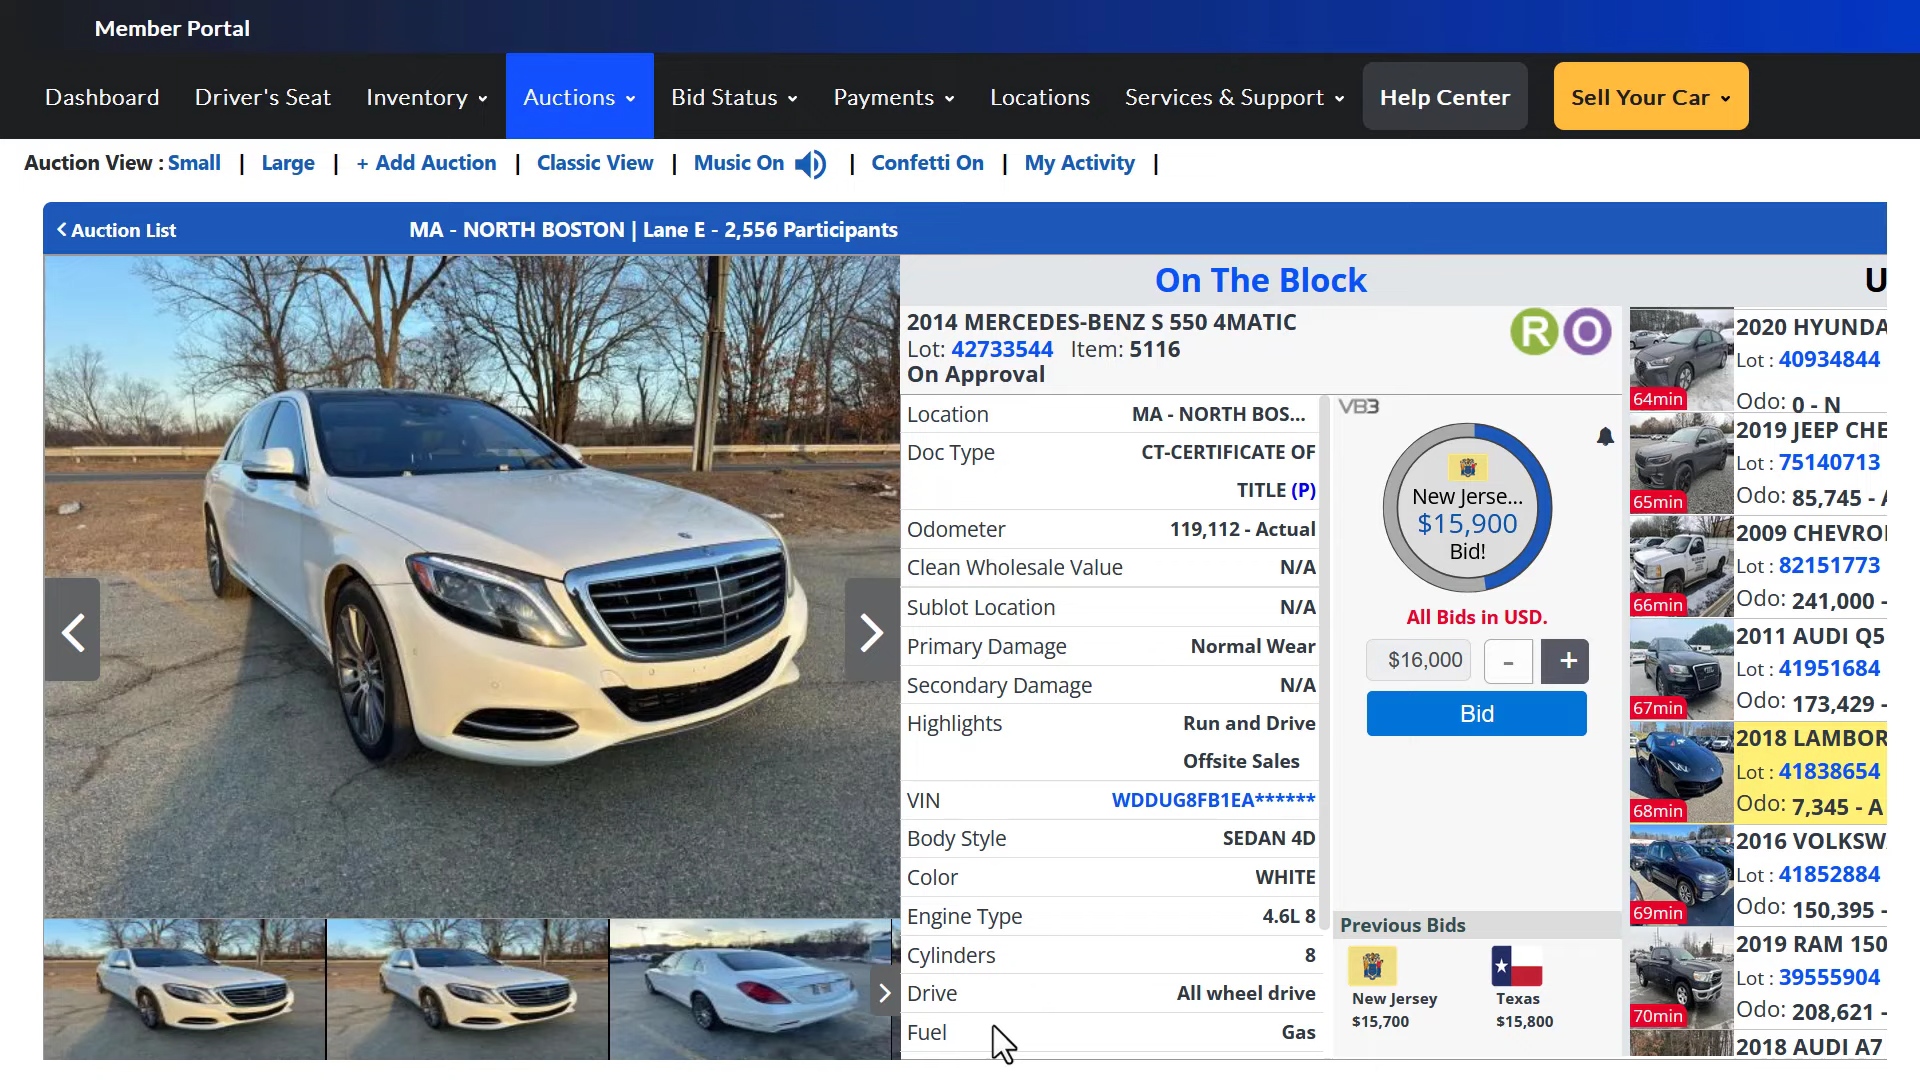 Member Portal
Dashboard
Driver's Seat
Inventory
Auctions
Bid Status
Payments
Locations
Services & Support
Help Center
Sell Your Car
Auction View : Small | Large | + Add Auction | Classic View | Music On | Confetti On | My Activity |
< Auction List
MA - NORTH BOSTON | Lane E - 2,556 Participants
On The Block
2014 MERCEDES-BENZ S 550 4MATIC
R O
Lot: 42733544 Item: 5116
On Approval
Location MA - NORTH BOS...
Doc Type CT-CERTIFICATE OF
TITLE (P)
Odometer 119,112 - Actual
Clean Wholesale Value N/A
Sublot Location N/A
Primary Damage Normal Wear
Secondary Damage N/A
Highlights Run and Drive
Offsite Sales
VIN WDDUG8FB1EA******
Body Style SEDAN 4D
Color WHITE
Engine Type 4.6L 8
Cylinders 8
Drive All wheel drive
Fuel Gas
VB3
New Jerse...
$15,900
Bid!
All Bids in USD.
$16,000 - +
Bid
Previous Bids
New Jersey
$15,700
Texas
$15,800
U
2020 HYUNDA
Lot : 40934844
64min
Odo: 0 - N
2019 JEEP CHE
Lot : 75140713
65min
Odo: 85,745 - A
2009 CHEVROL
Lot : 82151773
66min
Odo: 241,000 -
2011 AUDI Q5
Lot : 41951684
67min
Odo: 173,429 -
2018 LAMBOR
Lot : 41838654
68min
Odo: 7,345 - A
2016 VOLKSW
Lot : 41852884
69min
Odo: 150,395 -
2019 RAM 150
Lot : 39555904
70min
Odo: 208,621 -
2018 AUDI A7